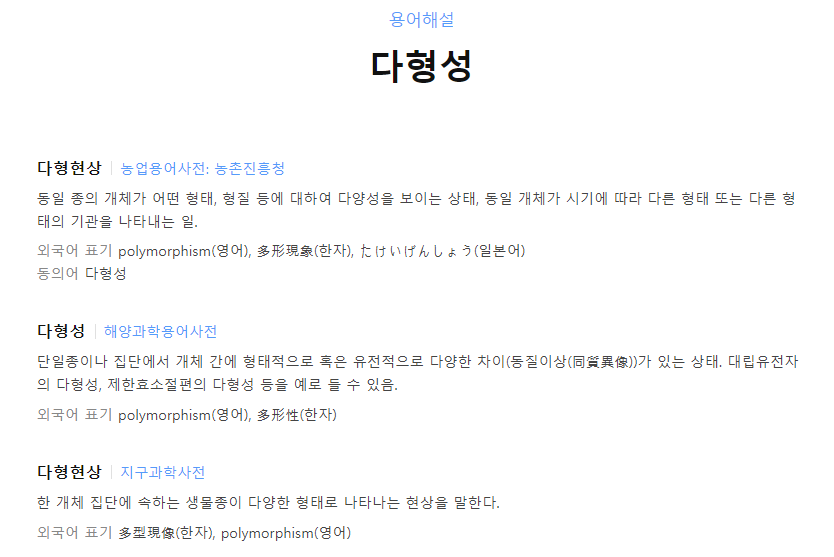 용어해설
다형성
다형현상 농업용어사전: 농촌진흥청
동일 종의 개체가 어떤 형태, 형질 등에 대하여 다양성을 보이는 상태, 동일 개체가 시기에 따라 다른 형태 또는 다른 형
태의 기관을 나타내는 일.
외국어 표기 polymorphism(영어), 多形現象(한자), たけいげんしょう(일본어)
동의어 다형성
다형성 해양과학용어사전
단일종이나 집단에서 개체 간에 형태적으로 혹은 유전적으로 다양한 차이(동질이상(同質異像))가 있는 상태. 대립유전자
의 다형성, 제한효소절편의 다형성 등을 예로 들 수 있음.
외국어 표기 polymorphism(영어), 多形性(한자)
다형현상 지구과학사전
한 개체 집단에 속하는 생물종이 다양한 형태로 나타나는 현상을 말한다.
외국어 표기 多型現像(한자), polymorphism(영어)